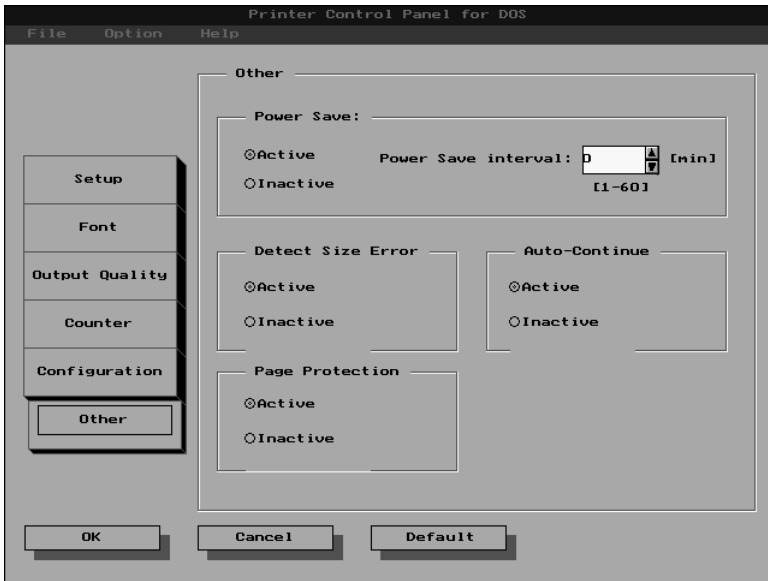 Printer Control Panel for DOS
File Option Help
Other
Power Save:
Active
Power Save interval: 0 [min]
Inactive
[1-60]
Setup
Font
Output Quality
Counter
Configuration
Other
Detect Size Error
Active
Inactive
Auto-Continue
Active
Inactive
Page Protection
Active
Inactive
OK
Cancel
Default